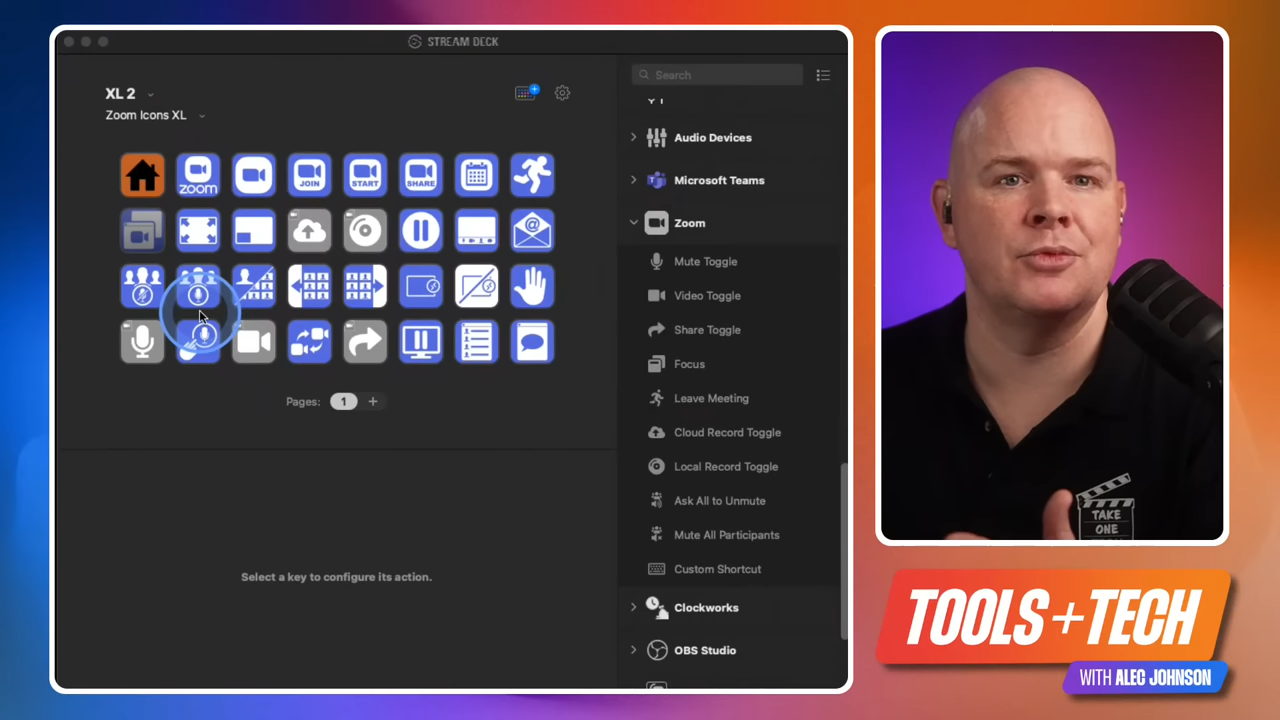 STREAM DECK
XL 2
Zoom Icons XL
zoom
JOIN
START
SHARE
Pages: 1 +
Select a key to configure its action.
Search
Audio Devices
Microsoft Teams
Zoom
Mute Toggle
Video Toggle
Share Toggle
Focus
Leave Meeting
Cloud Record Toggle
Local Record Toggle
Ask All to Unmute
Mute All Participants
Custom Shortcut
Clockworks
OBS Studio
TAKE
ONE
TOOLS+TECH
WITH ALEC JOHNSON